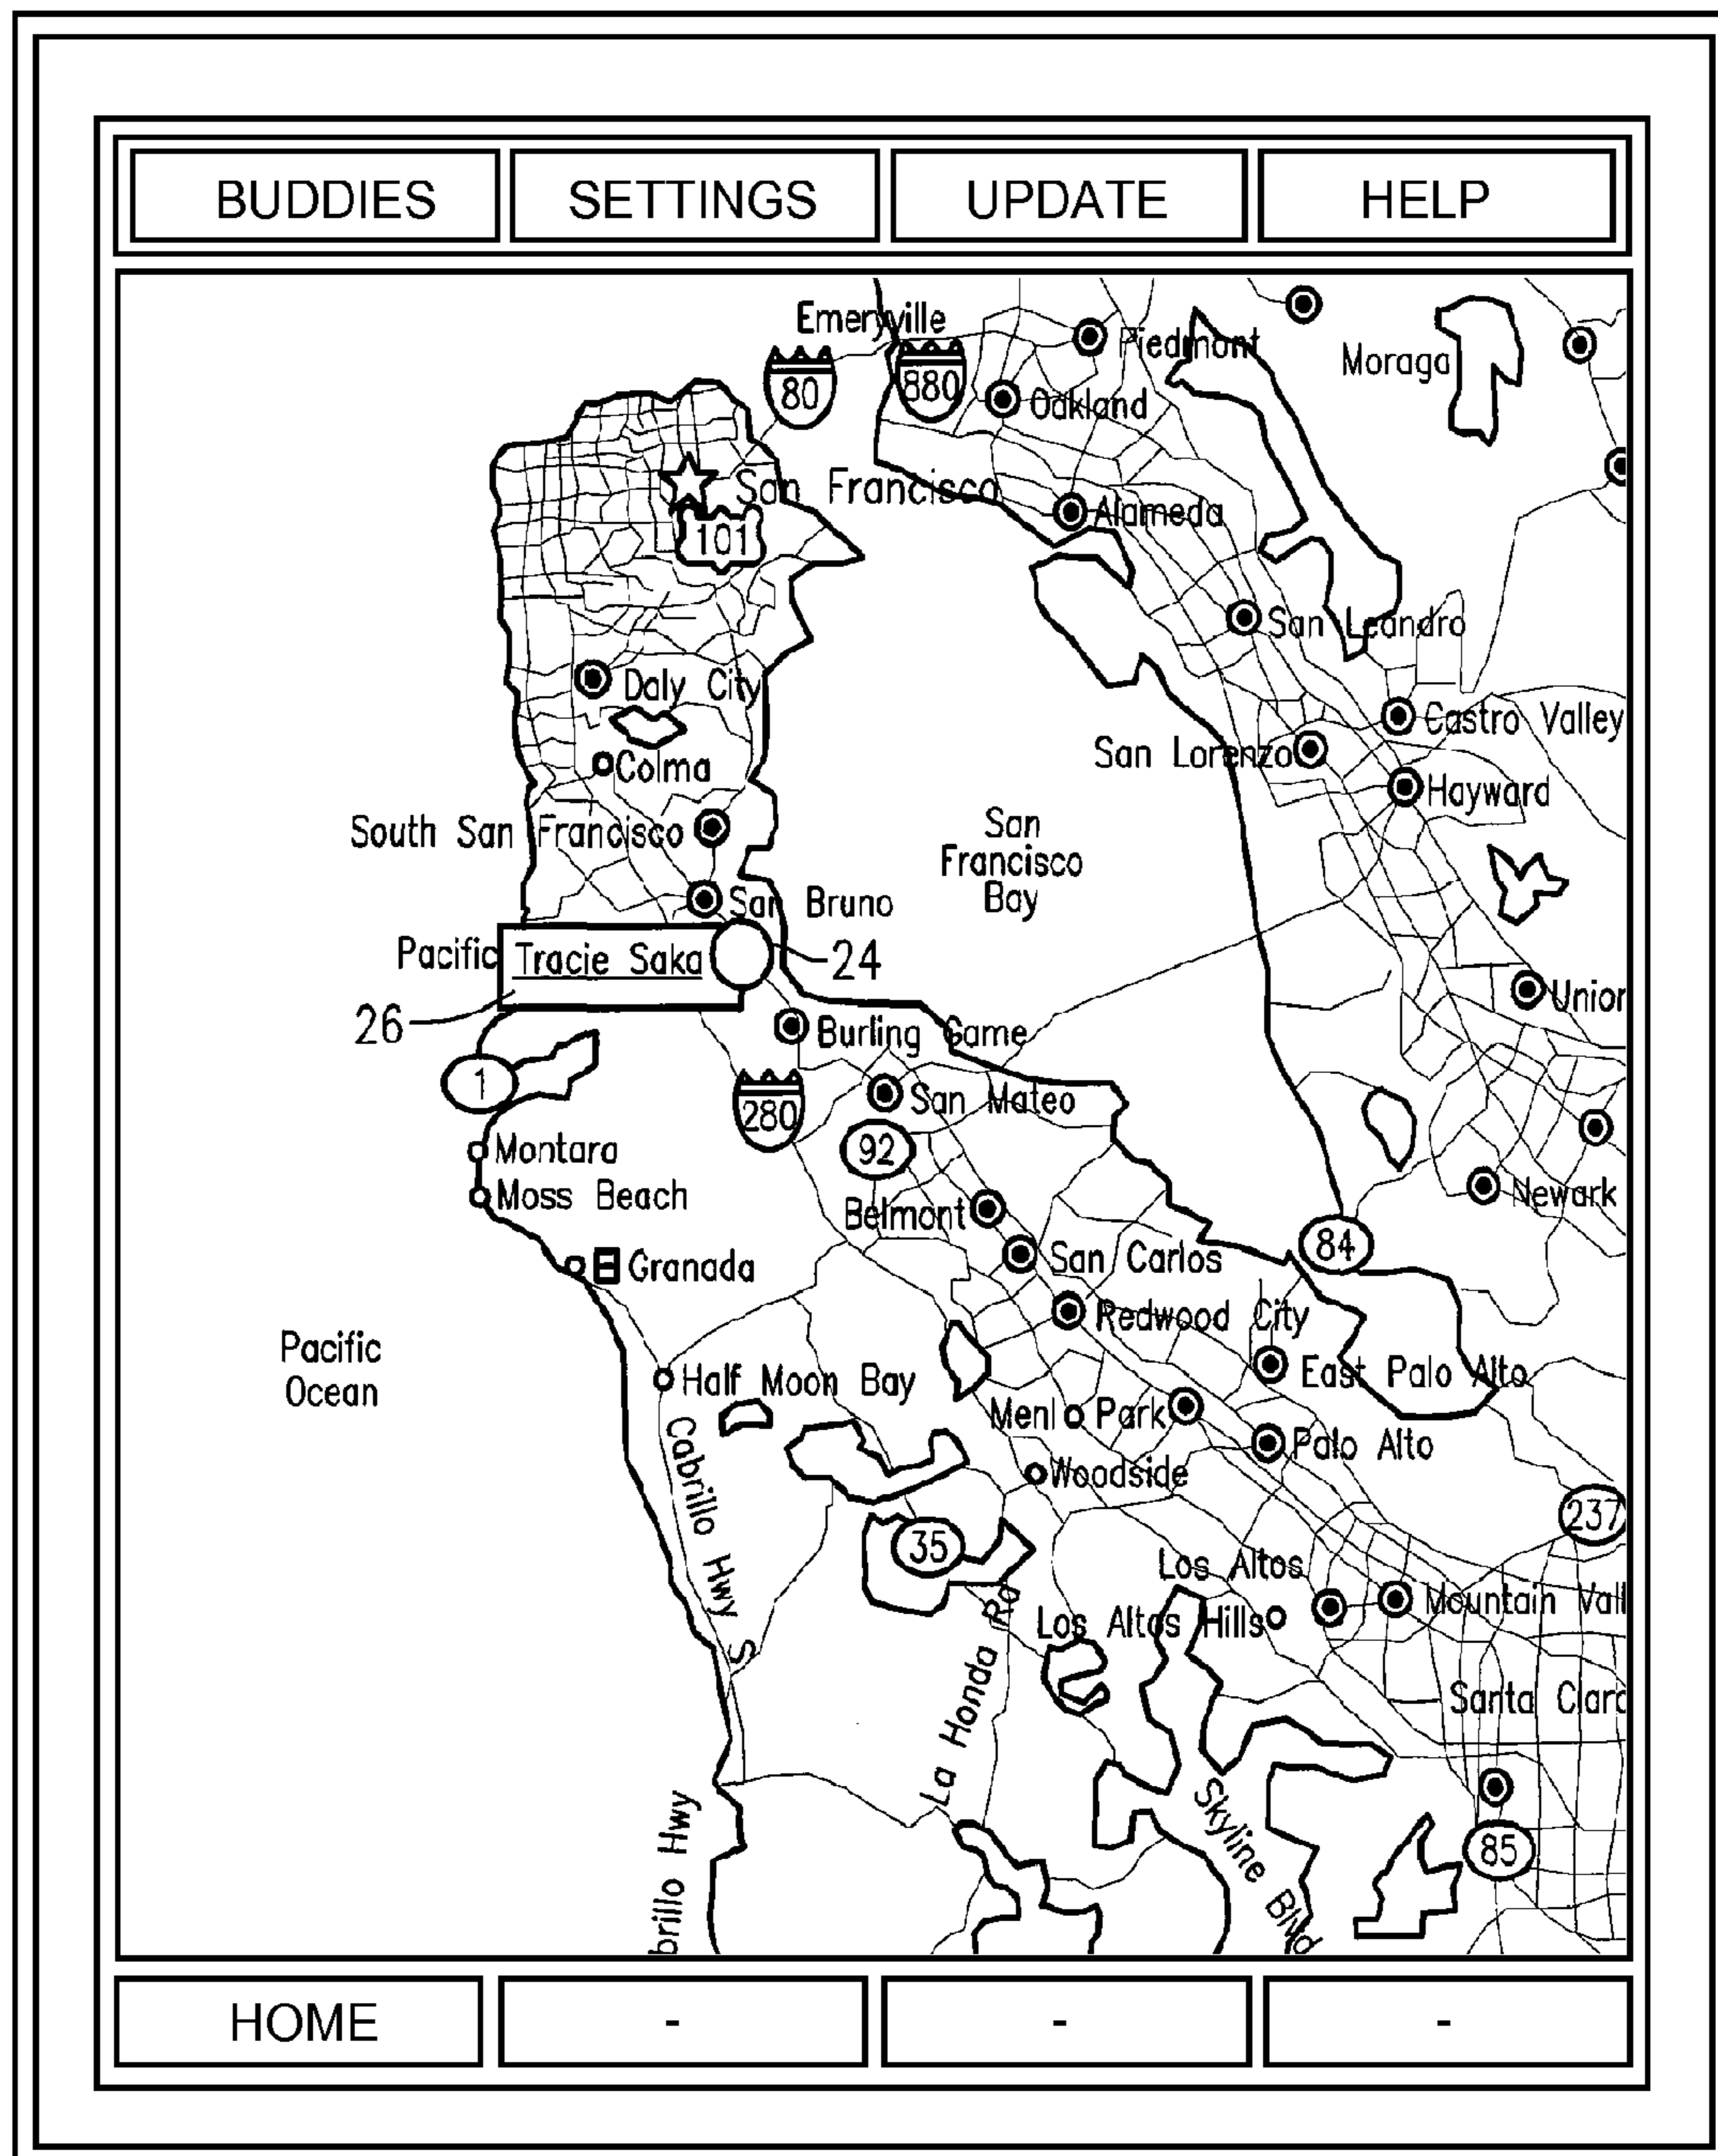 BUDDIES SETTINGS UPDATE HELP
Emeryville
Piedmont
Moraga
80
880
Oakland
San Francisco
Alameda
101
San Leandro
Daly City
Castro Valley
San Lorenzo
Colma
Hayward
South San Francisco
San
Francisco
Bay
San Bruno
Pacific
Tracie Saka
24
26
Union
Burling Game
1
San Mateo
280
92
Montara
Moss Beach
Newark
Belmont
84
San Carlos
Granada
Redwood City
Pacific
Ocean
East Palo Alto
Half Moon Bay
Menl Park
Palo Alto
Woodside
Cabrillo Hwy S
237
35
Los Altos
Mountain Vall
Los Altos Hills
La Honda Rd
Santa Clara
Skyline Blvd
brillo Hwy
85
HOME - - -